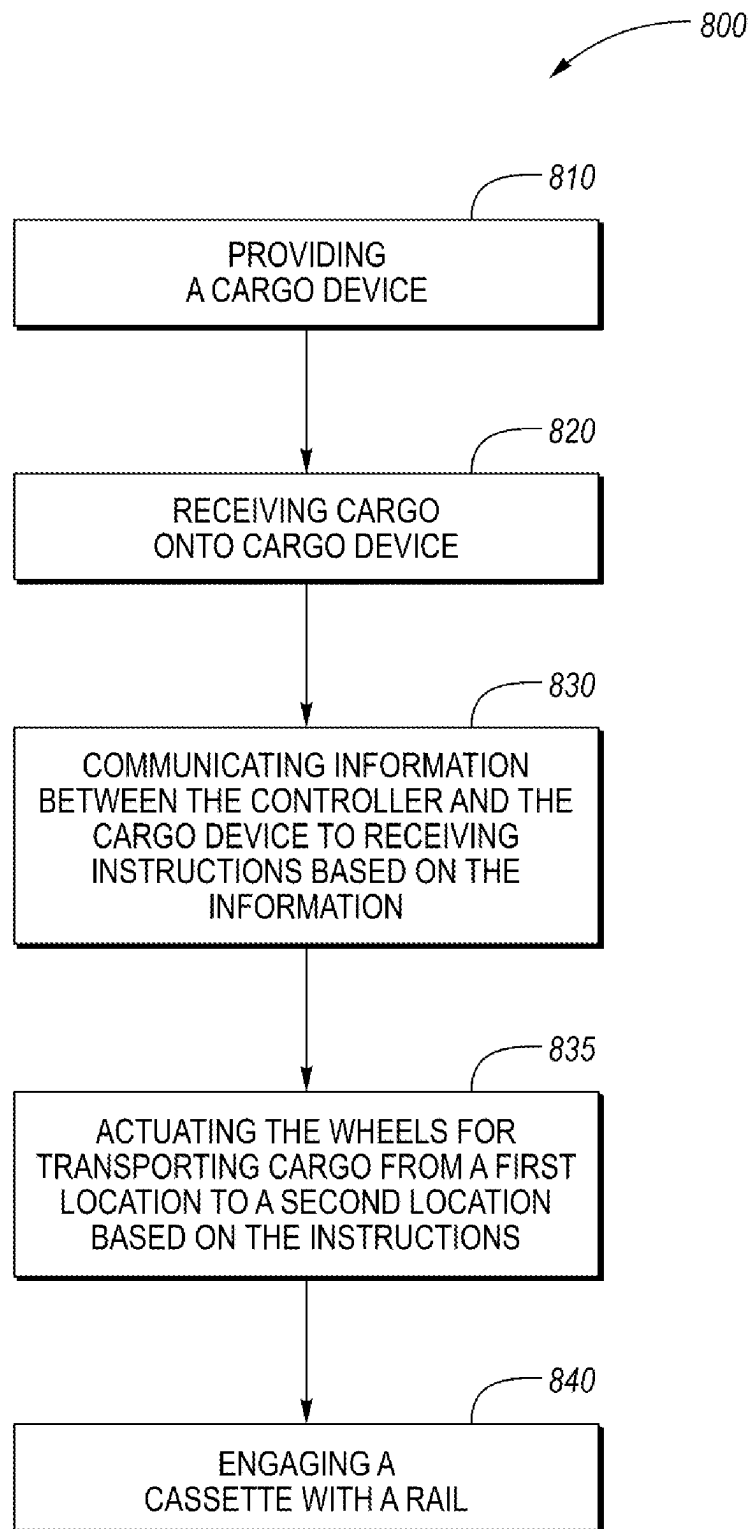 800
810
PROVIDING
A CARGO DEVICE
820
RECEIVING CARGO
ONTO CARGO DEVICE
830
COMMUNICATING INFORMATION
BETWEEN THE CONTROLLER AND THE
CARGO DEVICE TO RECEIVING
INSTRUCTIONS BASED ON THE
INFORMATION
835
ACTUATING THE WHEELS FOR
TRANSPORTING CARGO FROM A FIRST
LOCATION TO A SECOND LOCATION
BASED ON THE INSTRUCTIONS
840
ENGAGING A
CASSETTE WITH A RAIL